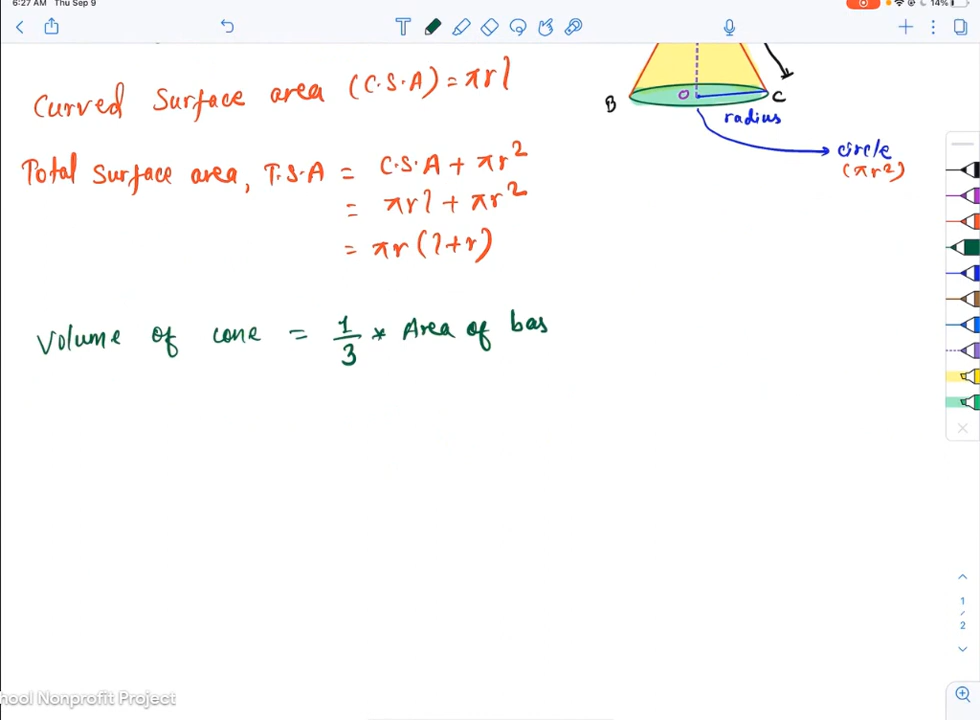 6:27 AM Thu Sep 9
14%
Curved Surface area (C.S.A) = πrl
B
O
C
radius
circle
(πr²)
Total Surface area, T.S.A = C.S.A + πr²
= πrl + πr²
= πr(l+r)
Volume of cone = 1/3 * Area of bas
1
/
2
hool Nonprofit Project